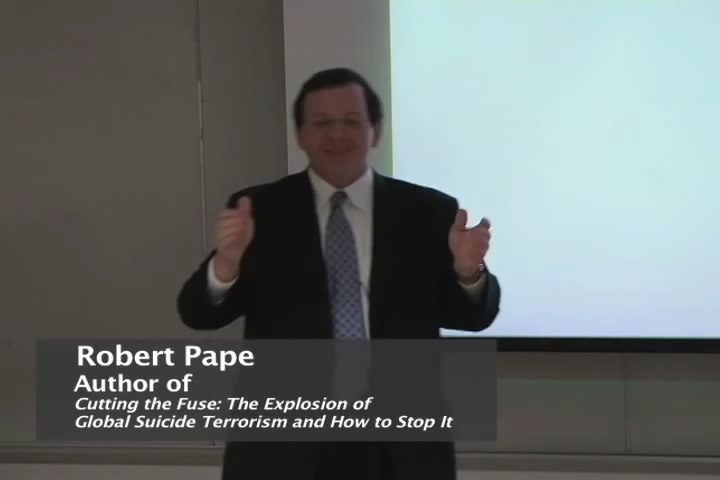 Robert Pape
Author of
Cutting the Fuse: The Explosion of
Global Suicide Terrorism and How to Stop It